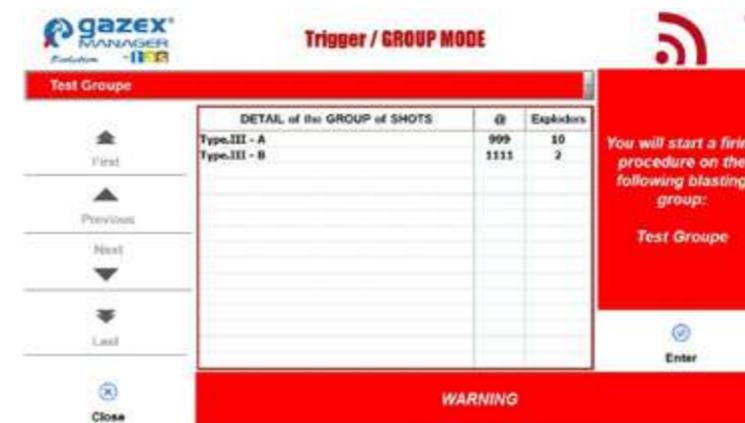 gazex®
MANAGER
Evolution
Trigger / GROUP MODE
Test Groupe
DETAIL of the GROUP of SHOTS @ Exploders
Type.III - A 999 10
Type.III - B 1111 2
First
Previous
Next
Last
Close
You will start a firin
procedure on the
following blasting
group:
Test Groupe
Enter
WARNING